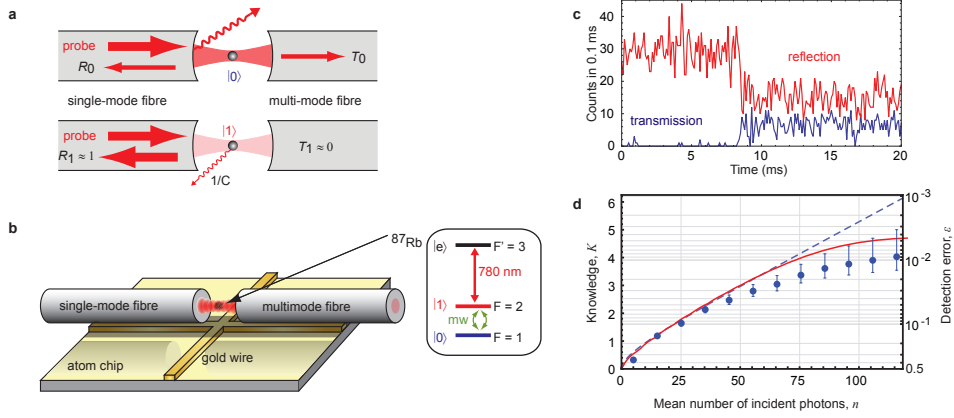 a
probe
R₀
T₀
|0⟩
single-mode fibre
multi-mode fibre
probe
|1⟩
R₁ ≈ 1
T₁ ≈ 0
1/C
b
⁸⁷Rb
single-mode fibre
multimode fibre
gold wire
atom chip
|e⟩
F' = 3
780 nm
|1⟩
F = 2
mw
|0⟩
F = 1
c
Counts in 0.1 ms
40
30
20
10
0
reflection
transmission
0
5
10
15
20
Time (ms)
d
Knowledge, K
6
5
4
3
2
1
0
10⁻³
10⁻²
10⁻¹
0.5
Detection error, ε
0
25
50
75
100
Mean number of incident photons, n